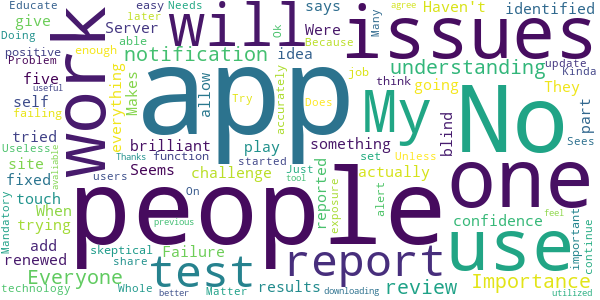 Educate easy Needs will says Were Many Haven't identified
later Server Ok Because idea They update
Doing give issues
positive enough able notification understanding Kinda
Problem five allow app My No going think part
self work Makes everything Try accurately job blind
failing tried brilliant function play something Unless Sees
Useless site Seems started Does set actually
fixed users On challenge Just tool reported one
available touch When Thanks people exposure alert confidence important
Mandatory trying add skeptical Failure report use continue
renewed share test review Importance feel
Everyone Whole Matter results previous agree
technology better downloading utilized useful